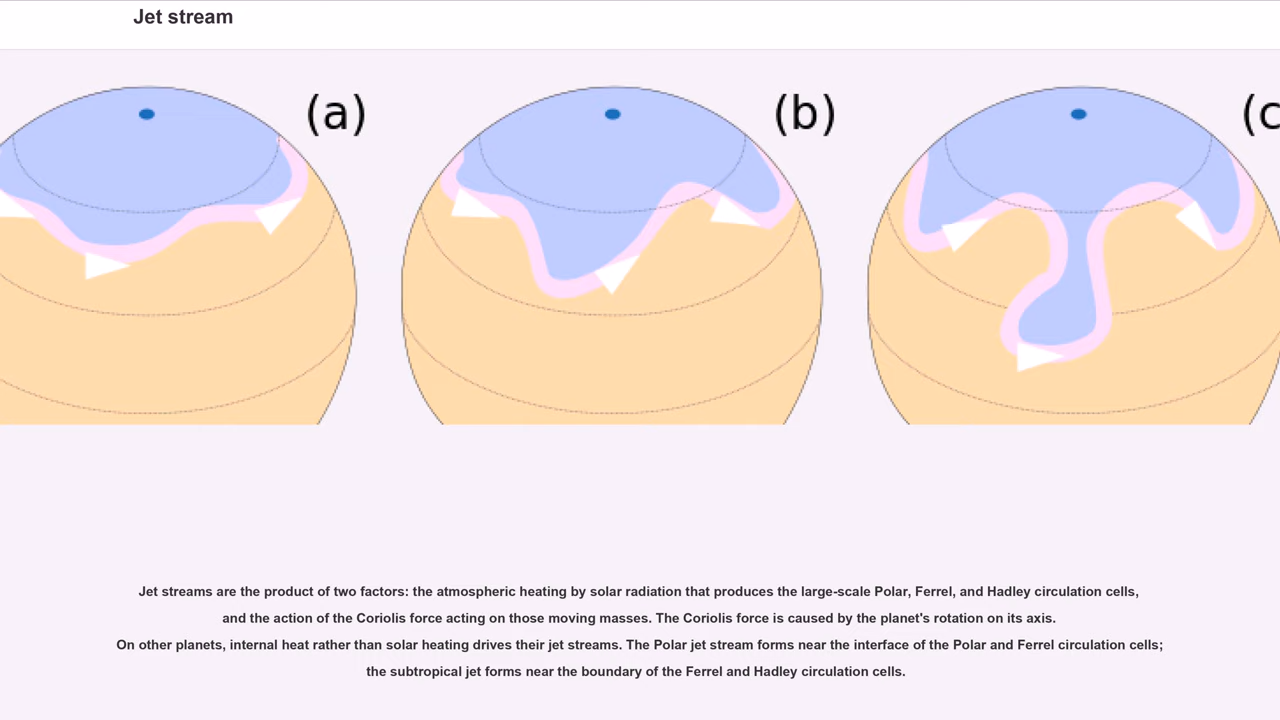 Jet stream
(a)
(b)
(c
Jet streams are the product of two factors: the atmospheric heating by solar radiation that produces the large-scale Polar, Ferrel, and Hadley circulation cells,
and the action of the Coriolis force acting on those moving masses. The Coriolis force is caused by the planet's rotation on its axis.
On other planets, internal heat rather than solar heating drives their jet streams. The Polar jet stream forms near the interface of the Polar and Ferrel circulation cells;
the subtropical jet forms near the boundary of the Ferrel and Hadley circulation cells.